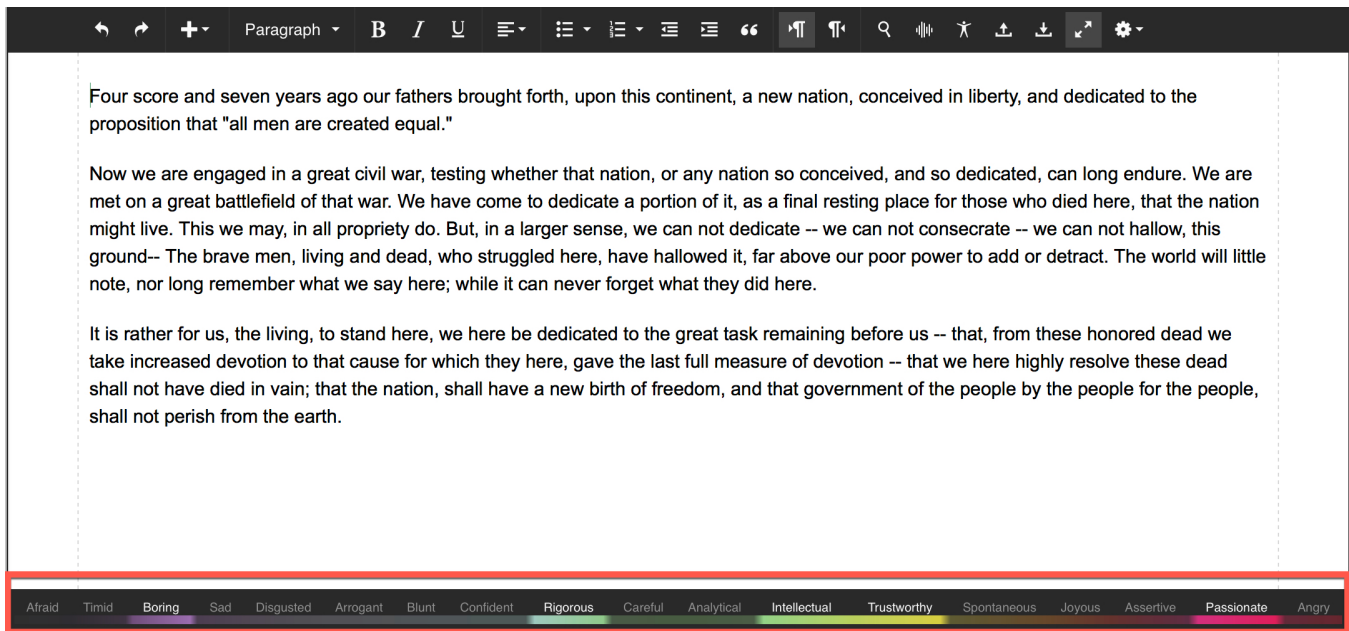 Paragraph B I U
Four score and seven years ago our fathers brought forth, upon this continent, a new nation, conceived in liberty, and dedicated to the
proposition that "all men are created equal."
Now we are engaged in a great civil war, testing whether that nation, or any nation so conceived, and so dedicated, can long endure. We are
met on a great battlefield of that war. We have come to dedicate a portion of it, as a final resting place for those who died here, that the nation
might live. This we may, in all propriety do. But, in a larger sense, we can not dedicate -- we can not consecrate -- we can not hallow, this
ground-- The brave men, living and dead, who struggled here, have hallowed it, far above our poor power to add or detract. The world will little
note, nor long remember what we say here; while it can never forget what they did here.
It is rather for us, the living, to stand here, we here be dedicated to the great task remaining before us -- that, from these honored dead we
take increased devotion to that cause for which they here, gave the last full measure of devotion -- that we here highly resolve these dead
shall not have died in vain; that the nation, shall have a new birth of freedom, and that government of the people by the people for the people,
shall not perish from the earth.
Afraid Timid Boring Sad Disgusted Arrogant Blunt Confident Rigorous Careful Analytical Intellectual Trustworthy Spontaneous Joyous Assertive Passionate Angry